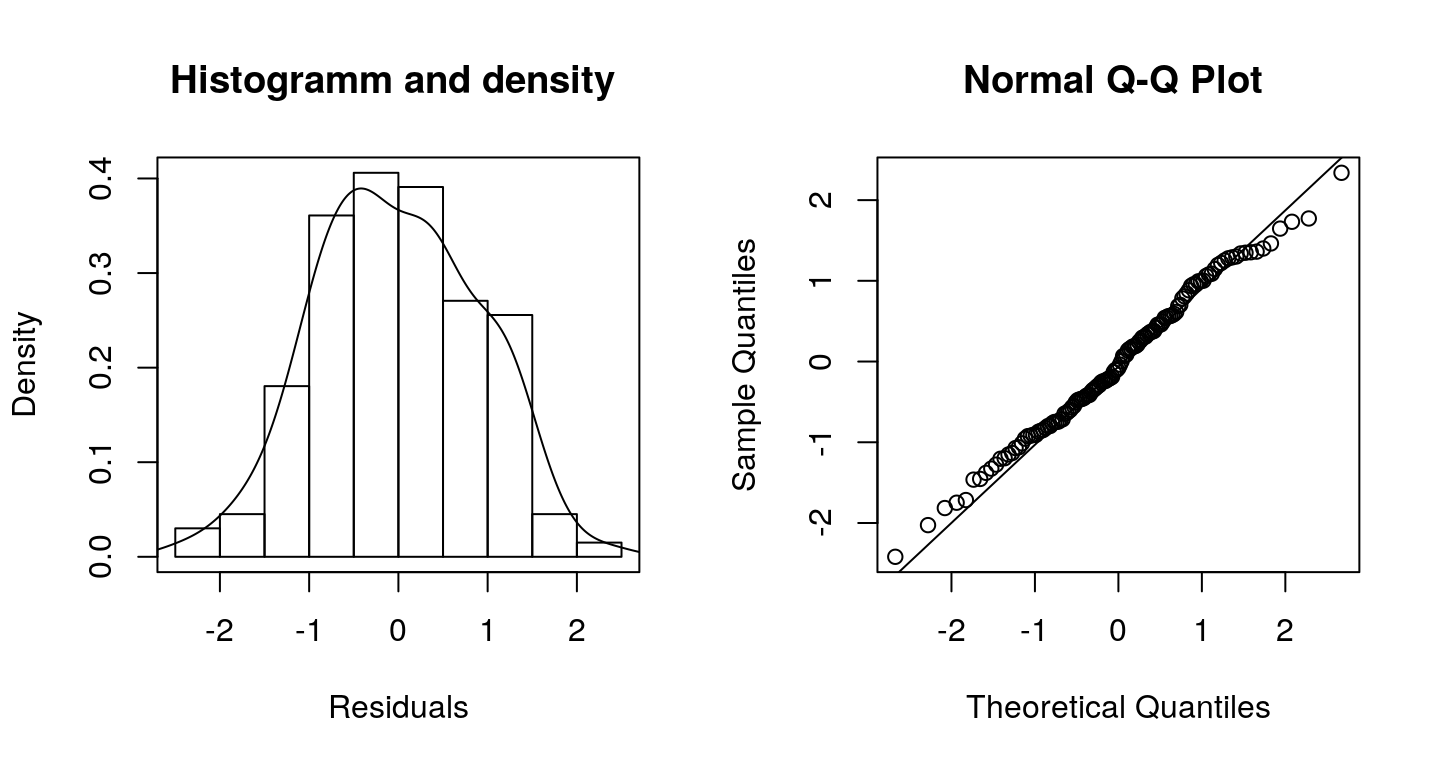 Histogramm and density
Density
0.0 0.1 0.2 0.3 0.4
-2 -1 0 1 2
Residuals
Normal Q-Q Plot
Sample Quantiles
-2 -1 0 1 2
-2 -1 0 1 2
Theoretical Quantiles